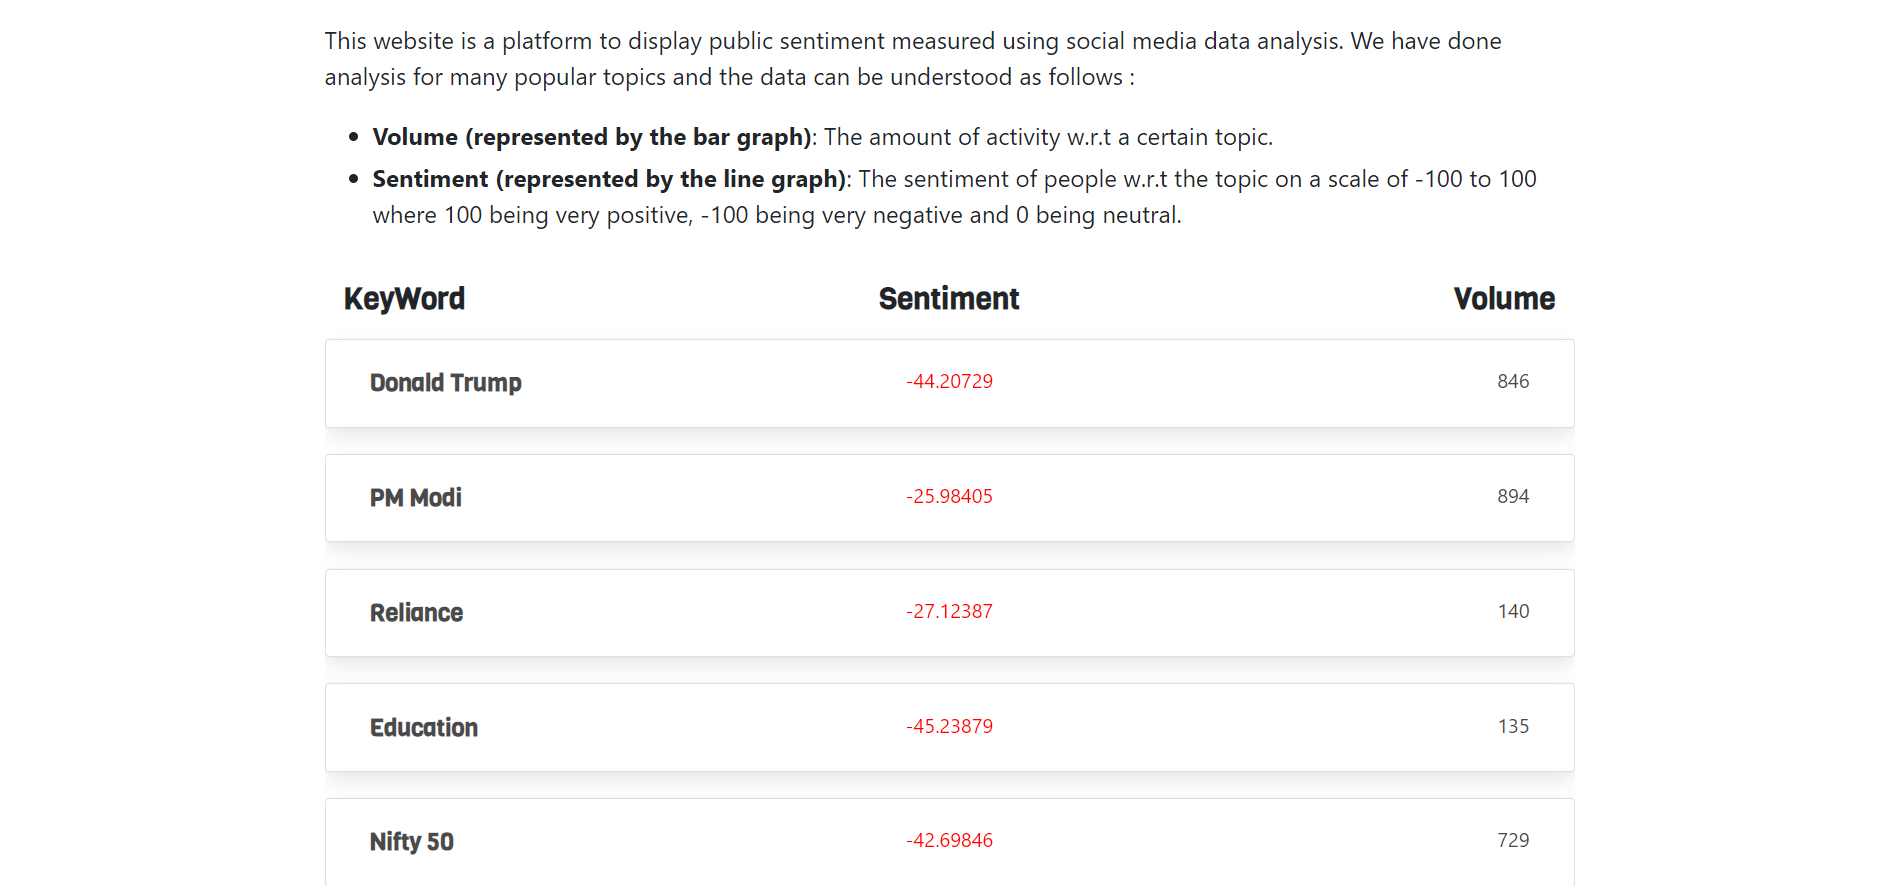 This website is a platform to display public sentiment measured using social media data analysis. We have done
analysis for many popular topics and the data can be understood as follows :
• Volume (represented by the bar graph): The amount of activity w.r.t a certain topic.
• Sentiment (represented by the line graph): The sentiment of people w.r.t the topic on a scale of -100 to 100
where 100 being very positive, -100 being very negative and 0 being neutral.
KeyWord Sentiment Volume
Donald Trump -44.20729 846
PM Modi -25.98405 894
Reliance -27.12387 140
Education -45.23879 135
Nifty 50 -42.69846 729